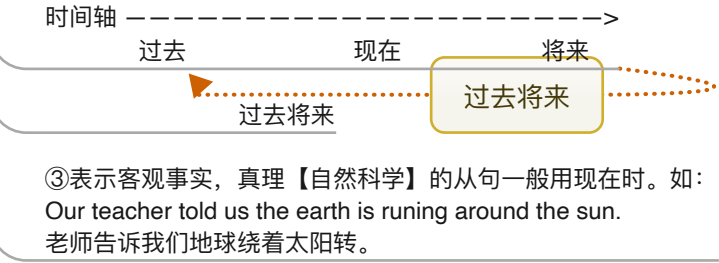 时间轴 ————————————————————>
过去 现在 将来
过去将来
过去将来
③表示客观事实，真理【自然科学】的从句一般用现在时。如：
Our teacher told us the earth is runing around the sun.
老师告诉我们地球绕着太阳转。